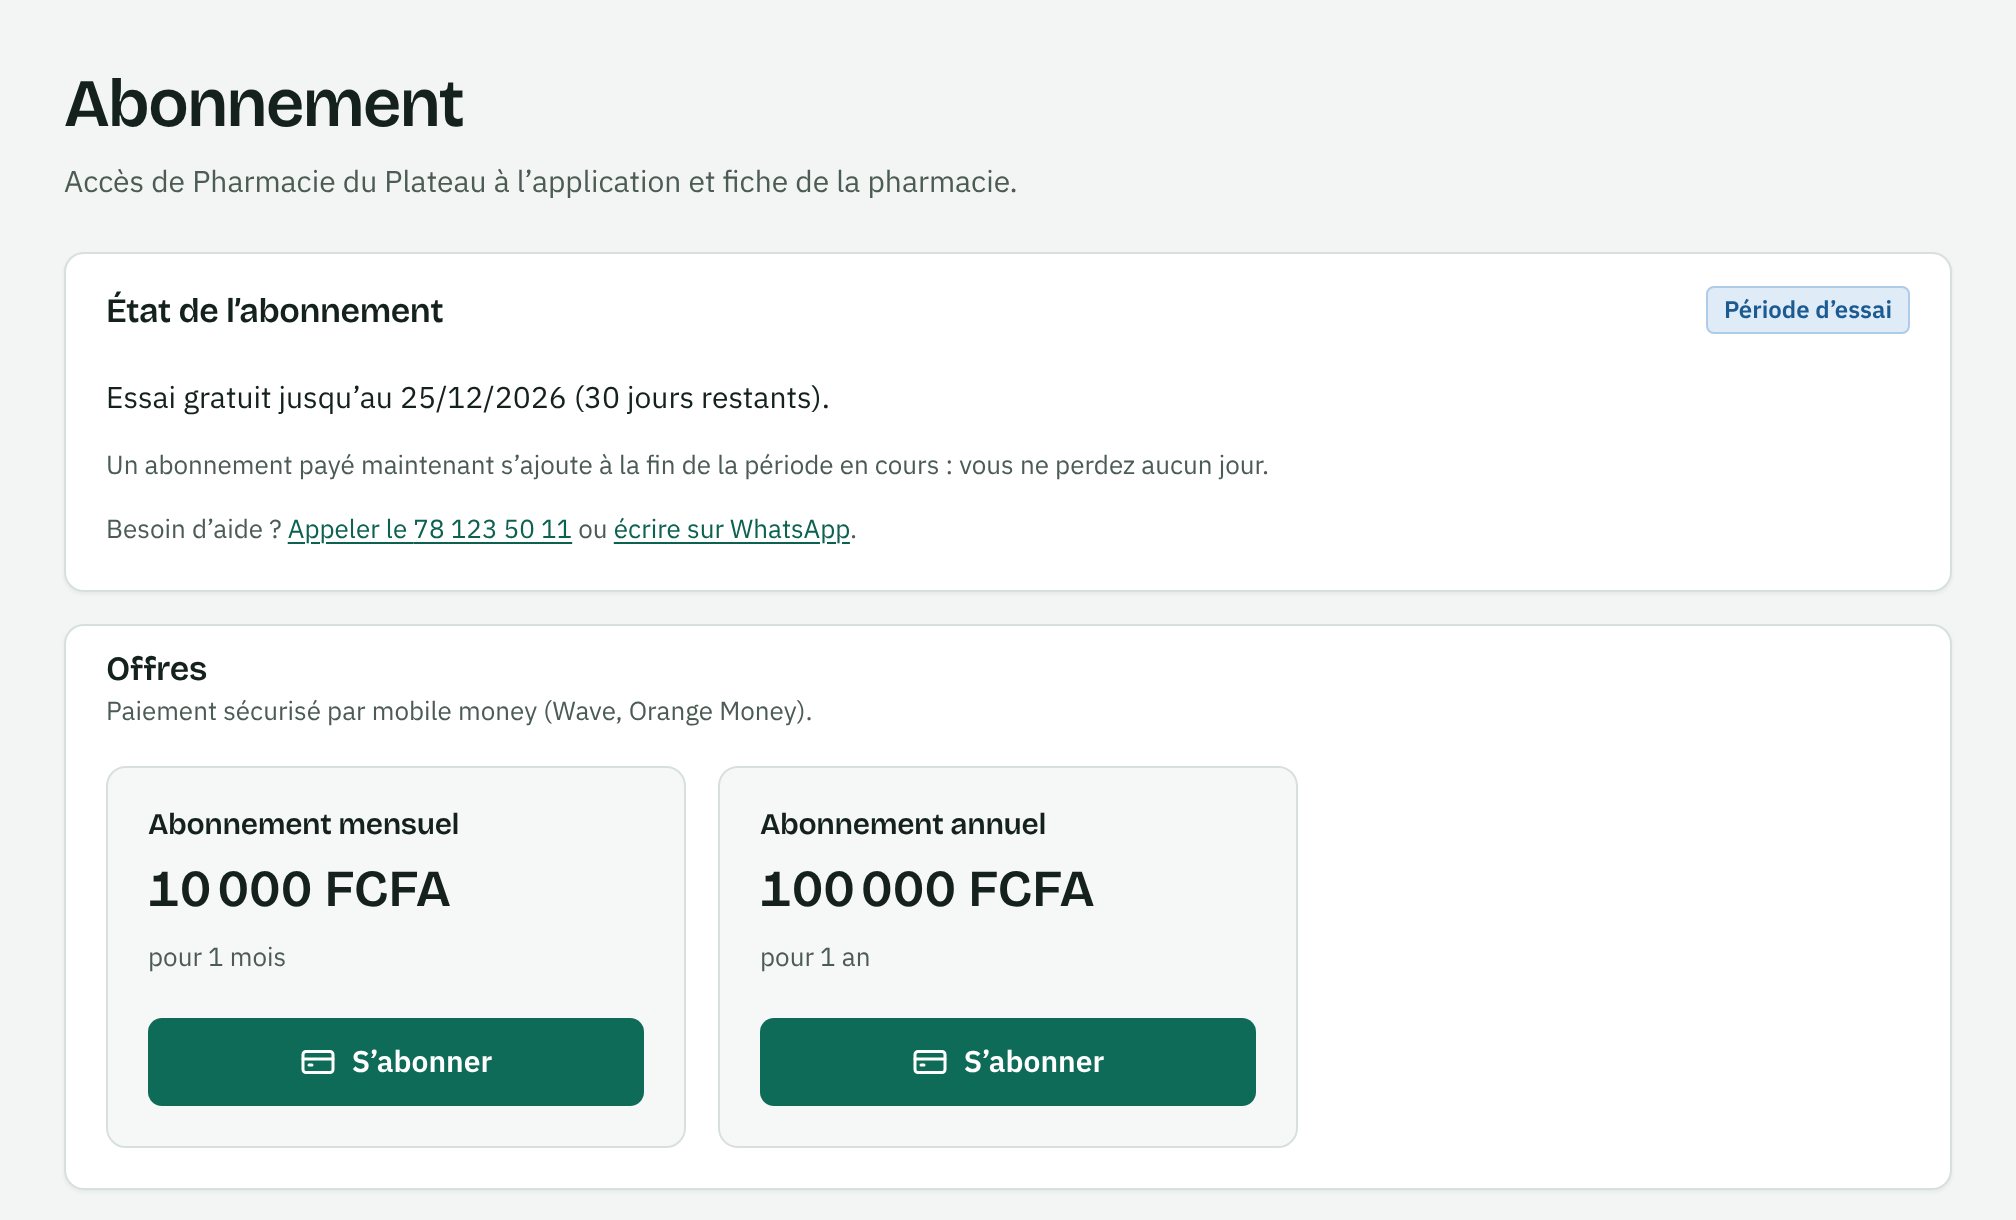 Abonnement
Accès de Pharmacie du Plateau à l’application et fiche de la pharmacie.
État de l’abonnement
Période d’essai
Essai gratuit jusqu’au 25/12/2026 (30 jours restants).
Un abonnement payé maintenant s’ajoute à la fin de la période en cours : vous ne perdez aucun jour.
Besoin d’aide ? Appeler le 78 123 50 11 ou écrire sur WhatsApp.
Offres
Paiement sécurisé par mobile money (Wave, Orange Money).
Abonnement mensuel
10 000 FCFA
pour 1 mois
S’abonner
Abonnement annuel
100 000 FCFA
pour 1 an
S’abonner